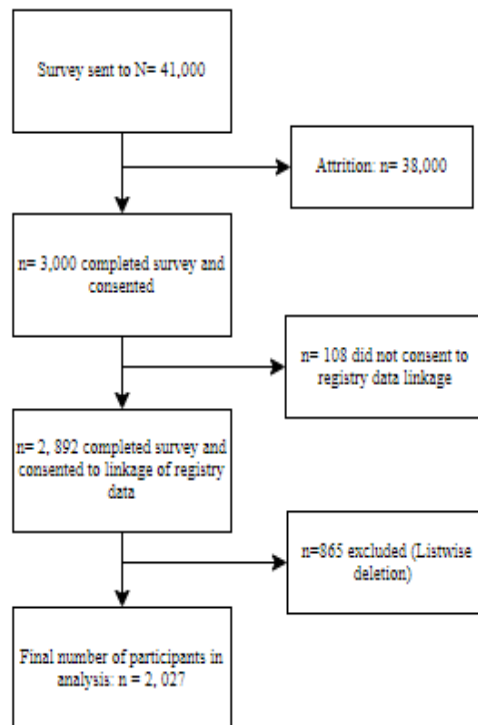 Survey sent to N= 41,000
Attrition: n= 38,000
n= 3,000 completed survey and
consented
n= 108 did not consent to
registry data linkage
n= 2, 892 completed survey and
consented to linkage of registry
data
n=865 excluded (Listwise
deletion)
Final number of participants in
analysis: n = 2, 027